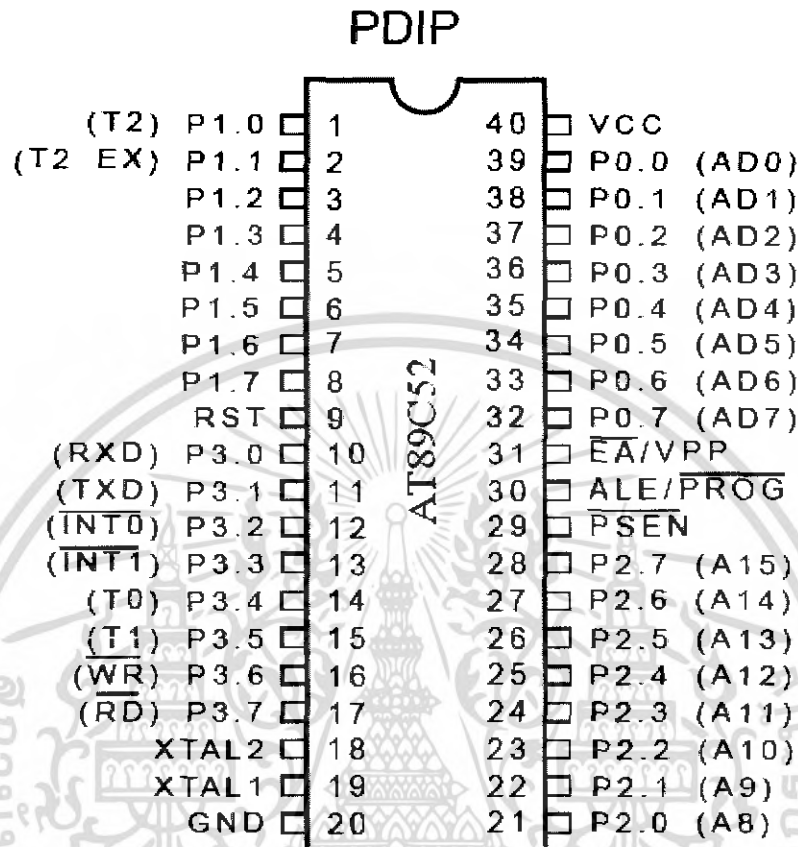 PDIP
(T2) P1.0 1 40 VCC
(T2 EX) P1.1 2 39 P0.0 (AD0)
P1.2 3 38 P0.1 (AD1)
P1.3 4 37 P0.2 (AD2)
P1.4 5 36 P0.3 (AD3)
P1.5 6 35 P0.4 (AD4)
P1.6 7 34 P0.5 (AD5)
P1.7 8 33 P0.6 (AD6)
RST 9 32 P0.7 (AD7)
(RXD) P3.0 10 31 E̅A̅/VPP
(TXD) P3.1 11 30 ALE/P̅R̅O̅G̅
(I̅N̅T̅0̅) P3.2 12 29 P̅S̅E̅N̅
(I̅N̅T̅1̅) P3.3 13 28 P2.7 (A15)
(T0) P3.4 14 27 P2.6 (A14)
(T1) P3.5 15 26 P2.5 (A13)
(W̅R̅) P3.6 16 25 P2.4 (A12)
(R̅D̅) P3.7 17 24 P2.3 (A11)
XTAL2 18 23 P2.2 (A10)
XTAL1 19 22 P2.1 (A9)
GND 20 21 P2.0 (A8)
AT89C52